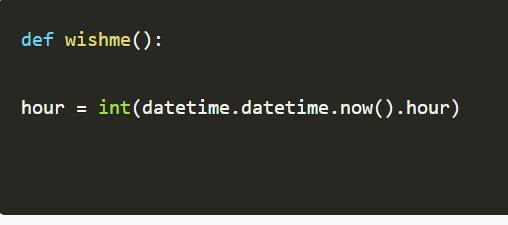 def wishme():
hour = int(datetime.datetime.now().hour)